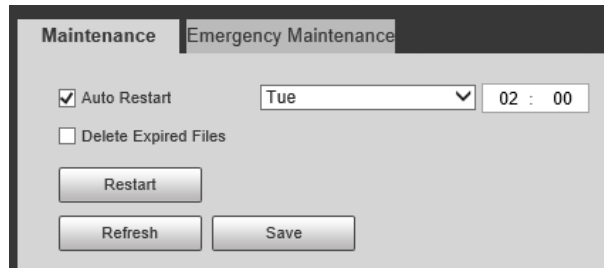 Maintenance Emergency Maintenance
Auto Restart Tue 02 : 00
Delete Expired Files
Restart
Refresh Save